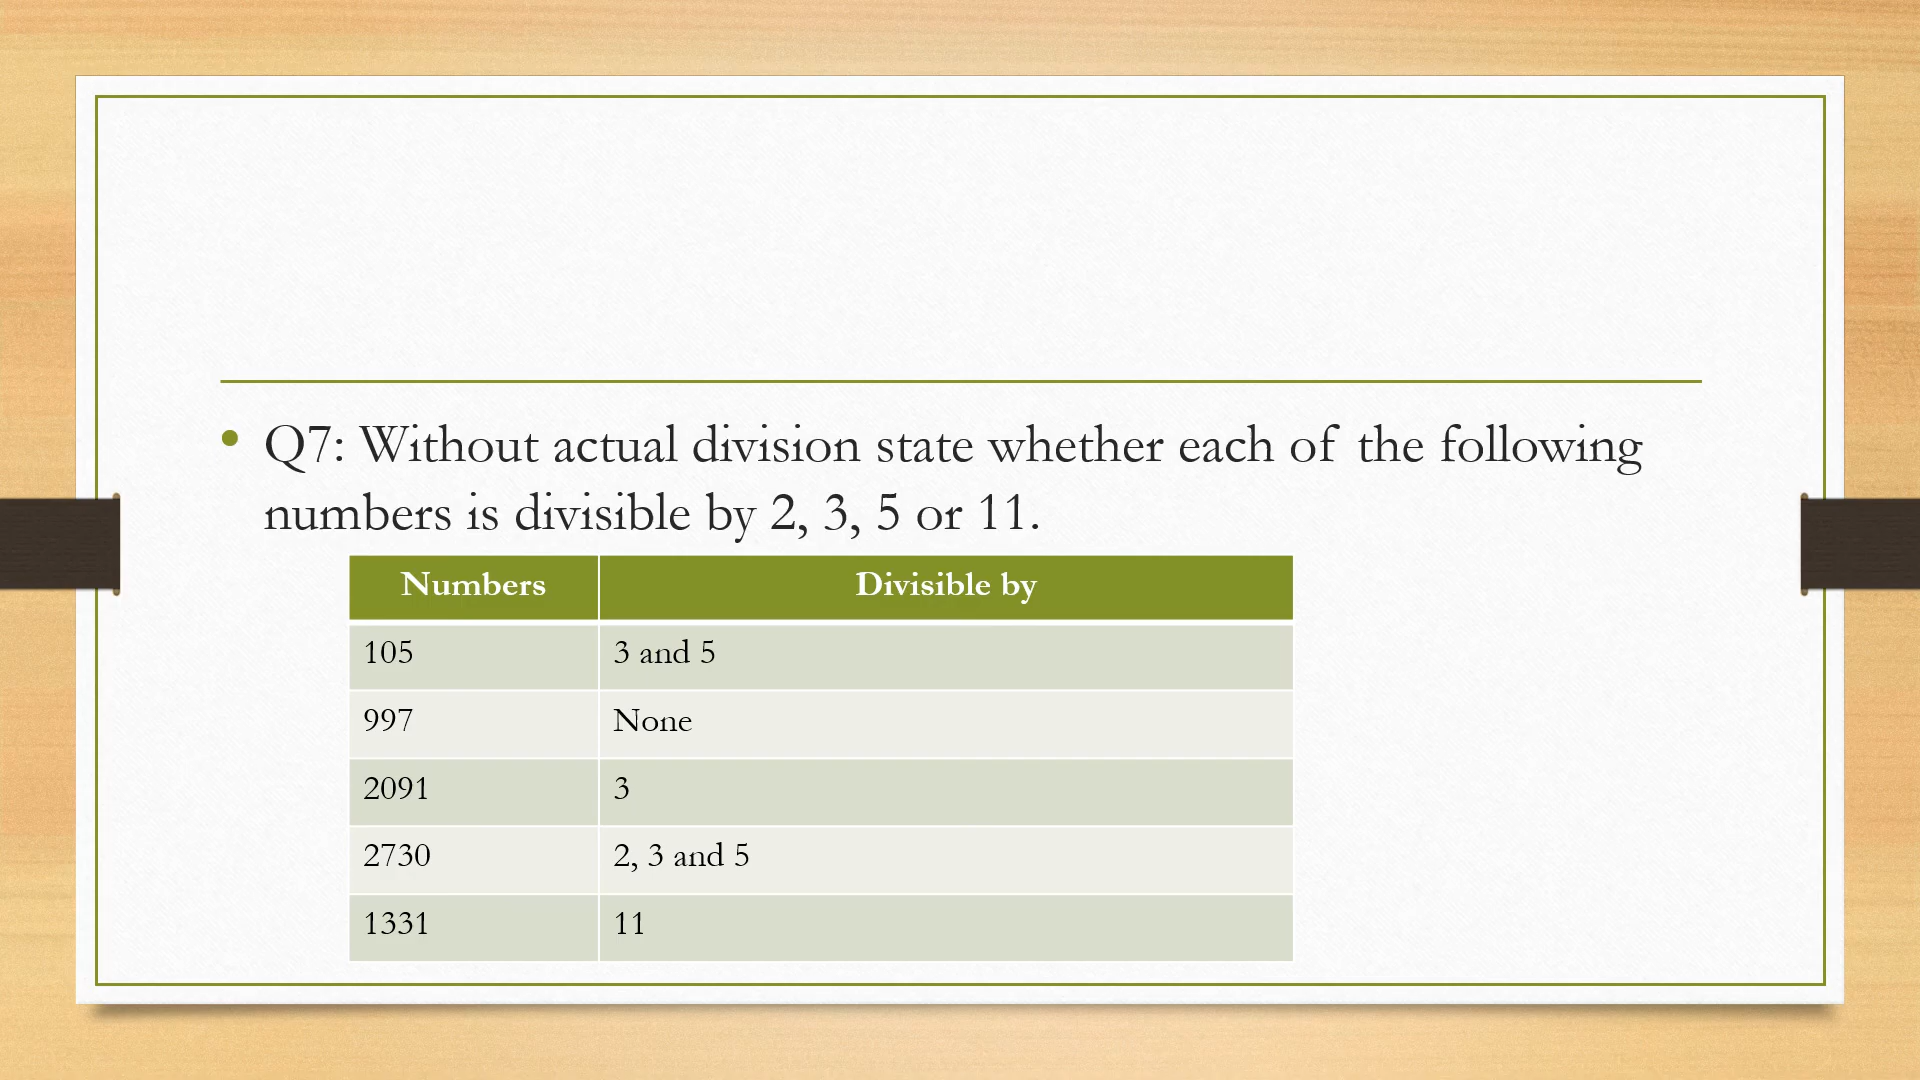 • Q7: Without actual division state whether each of the following
numbers is divisible by 2, 3, 5 or 11.
Numbers Divisible by
105 3 and 5
997 None
2091 3
2730 2, 3 and 5
1331 11